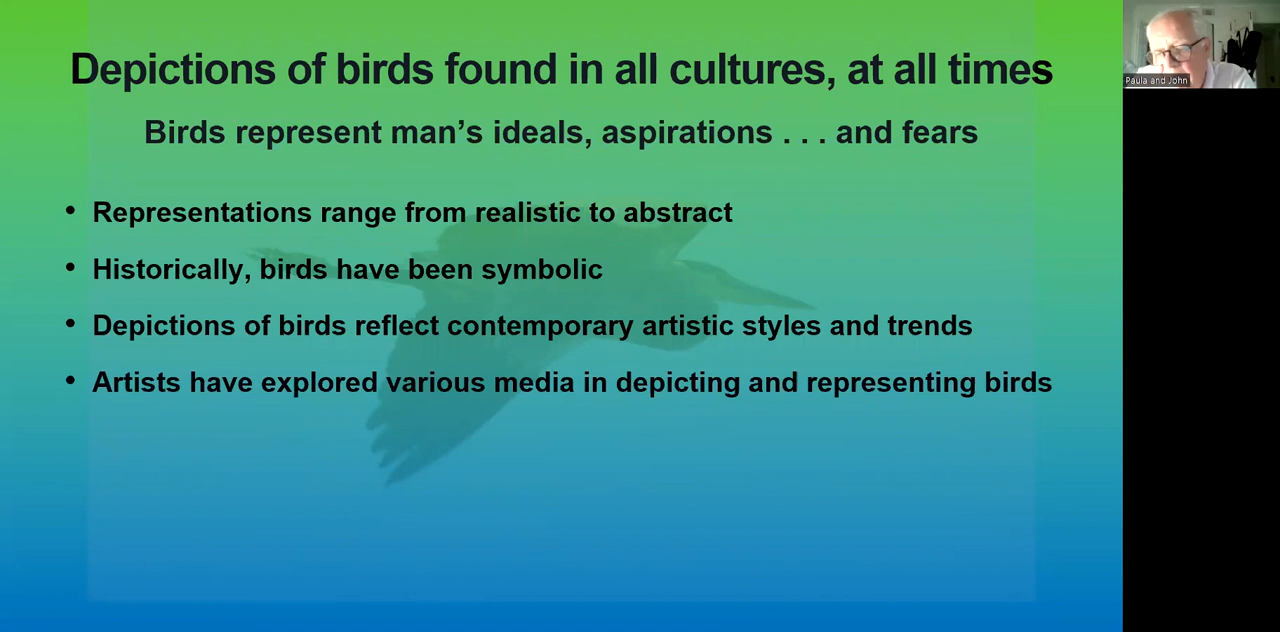 Depictions of birds found in all cultures, at all times
Birds represent man’s ideals, aspirations . . . and fears
• Representations range from realistic to abstract
• Historically, birds have been symbolic
• Depictions of birds reflect contemporary artistic styles and trends
• Artists have explored various media in depicting and representing birds
Paula and John